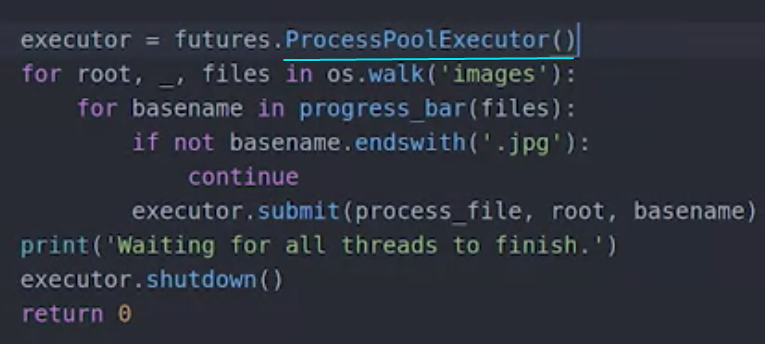 executor = futures.ProcessPoolExecutor()
for root, _, files in os.walk('images'):
    for basename in progress_bar(files):
        if not basename.endswith('.jpg'):
            continue
        executor.submit(process_file, root, basename)
print('Waiting for all threads to finish.')
executor.shutdown()
return 0